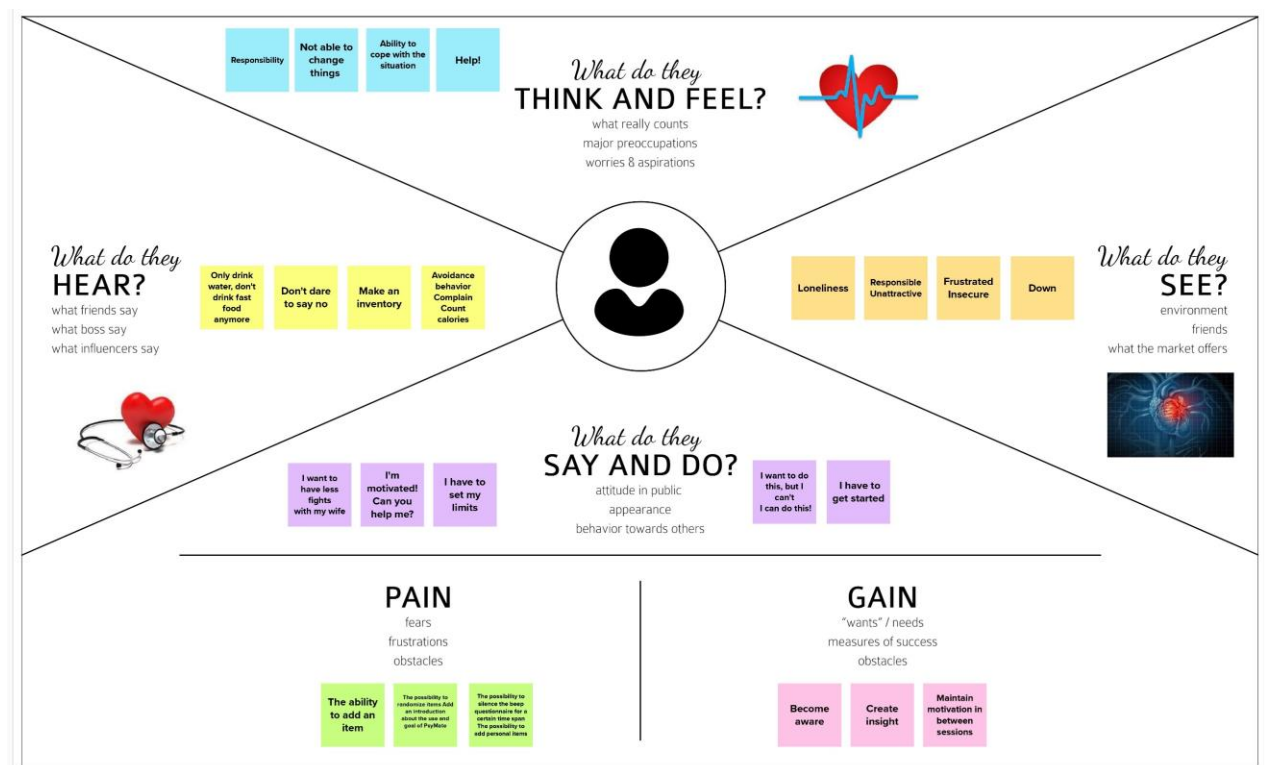 Responsibility
Not able to
change
things
Ability to
cope with the
situation
Help!
What do they
THINK AND FEEL?
what really counts
major preoccupations
worries & aspirations
What do they
HEAR?
what friends say
what boss say
what influencers say
Only drink
water, don't
drink fast
food
anymore
Don't dare
to say no
Make an
inventory
Avoidance
behavior
Complain
Count
calories
Loneliness
Responsible
Unattractive
Frustrated
Insecure
Down
What do they
SEE?
environment
friends
what the market offers
What do they
SAY AND DO?
attitude in public
appearance
behavior towards others
I want to
have less
fights
with my wife
I'm
motivated!
Can you
help me?
I have to
set my
limits
I want to do
this, but I
can't
I can do this!
I have to
get started
PAIN
fears
frustrations
obstacles
The ability
to add an
item
The possibility to
randomize items Add
an introduction
about the use and
goal of PsyMate
The possibility to
silence the beep
questionnaire for a
certain time span
The possibility to
add personal items
GAIN
"wants" / needs
measures of success
obstacles
Become
aware
Create
insight
Maintain
motivation in
between
sessions